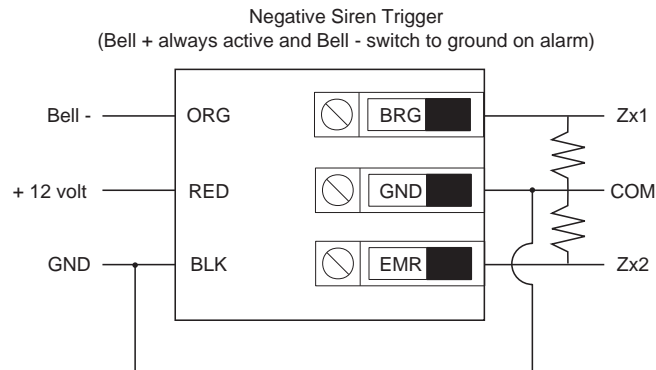 Negative Siren Trigger
(Bell + always active and Bell - switch to ground on alarm)
Bell - ORG BRG Zx1
+ 12 volt RED GND COM
GND BLK EMR Zx2